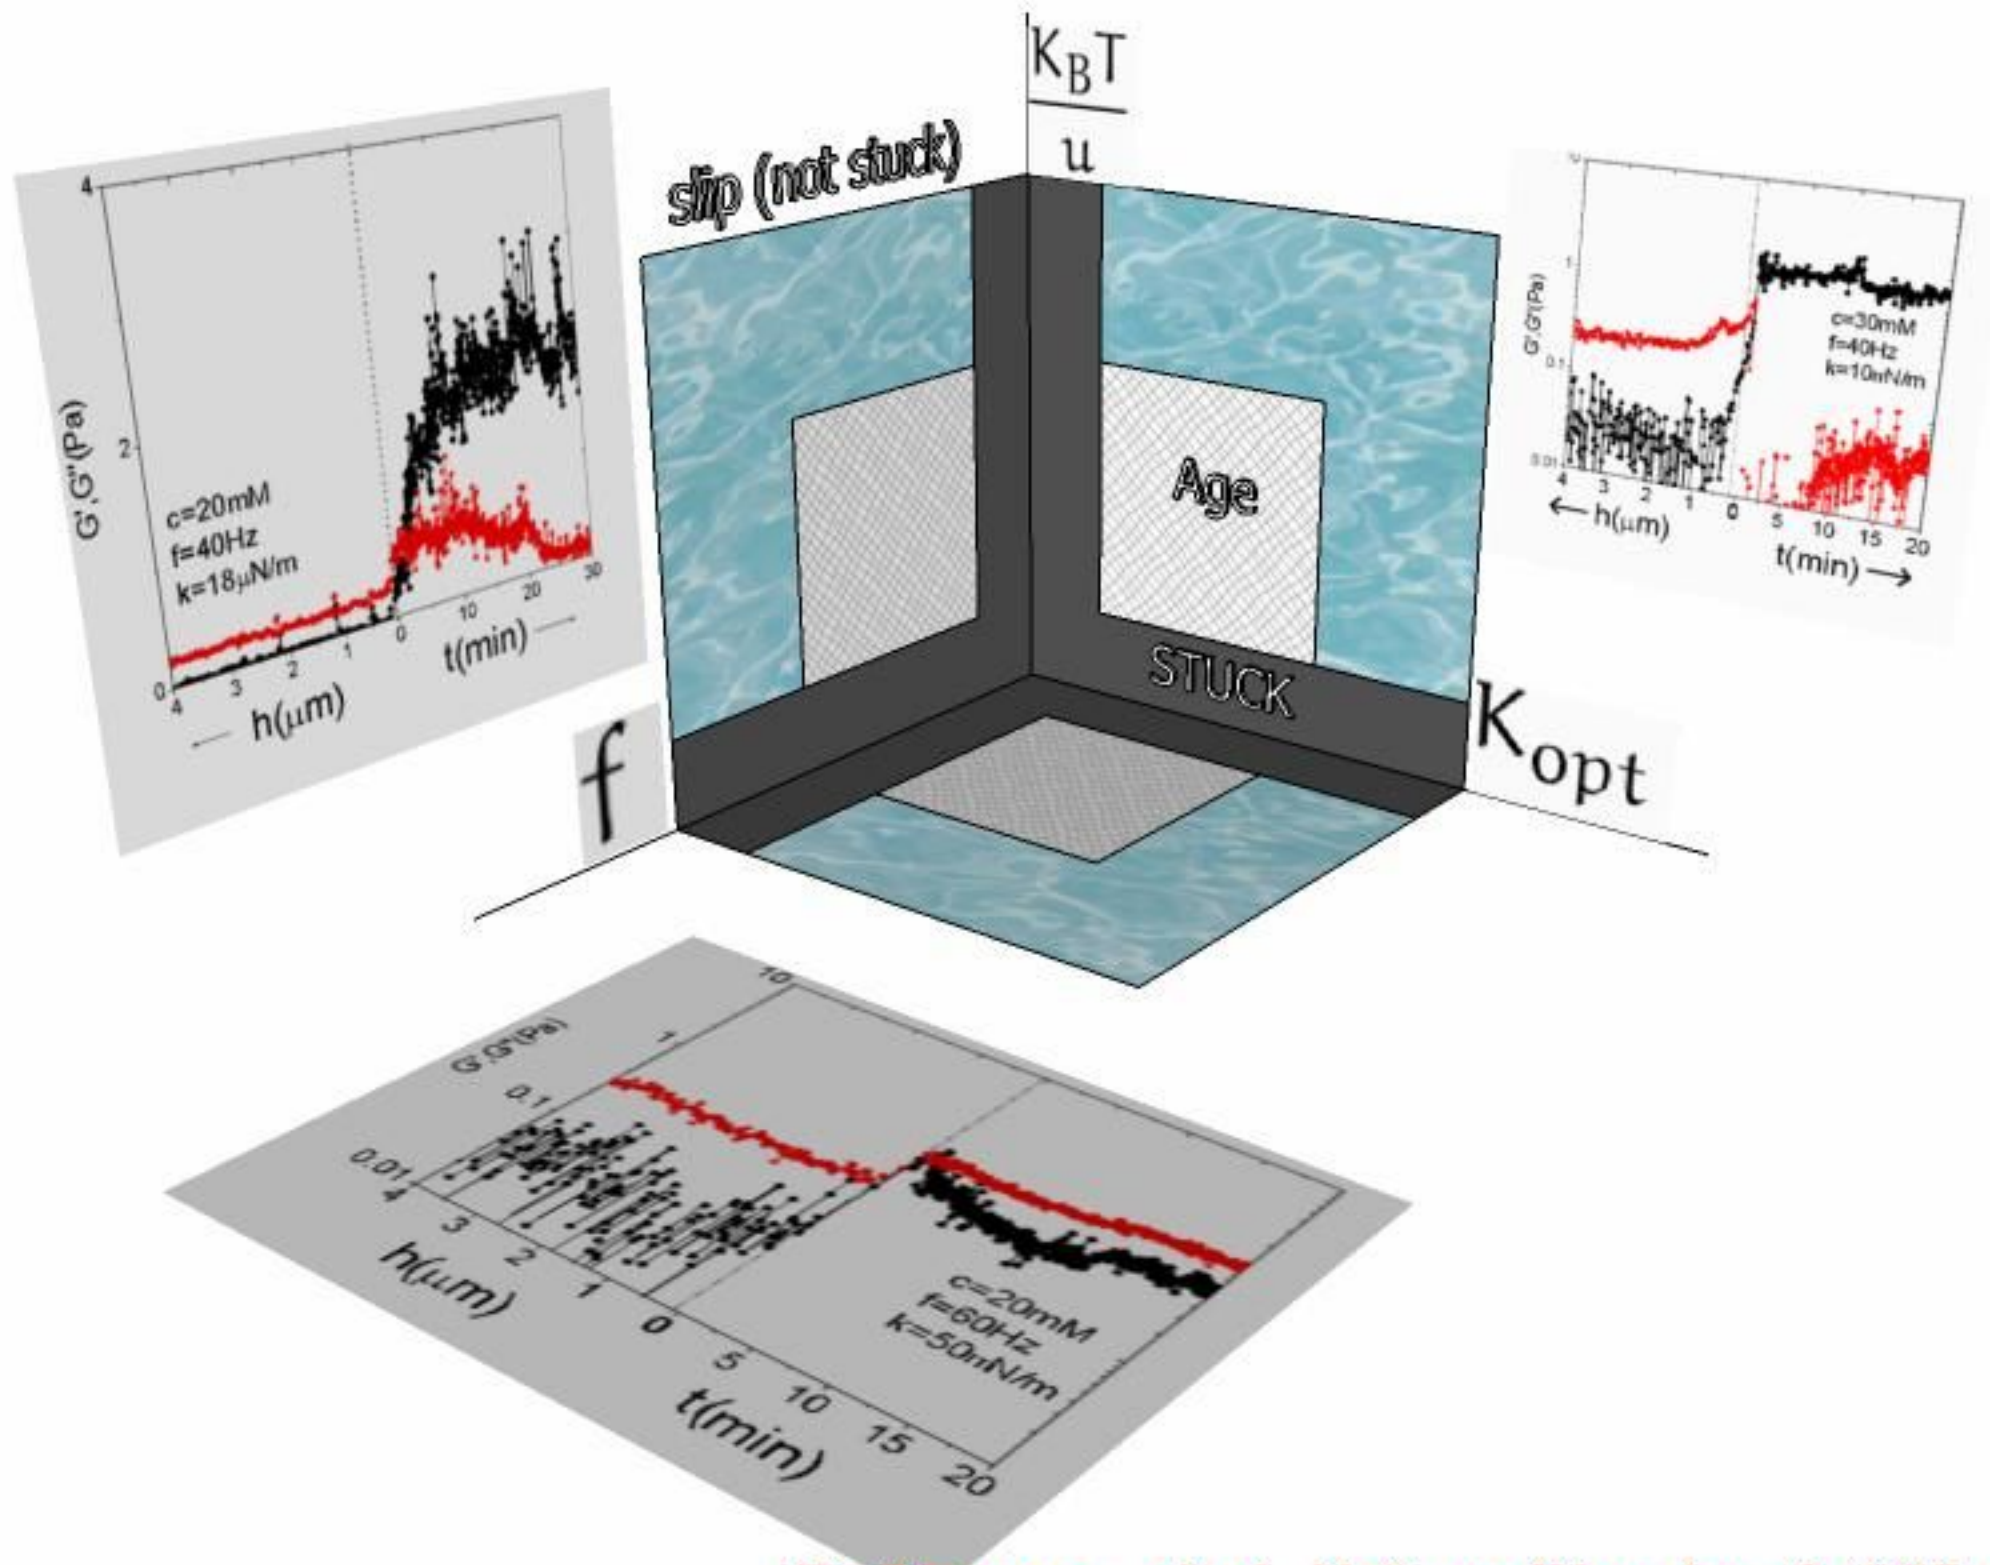 K_BT
u
slip (not stuck)
Age
STUCK
f
K_opt
4
2
0
G',G"(Pa)
c=20mM
f=40Hz
k=18μN/m
4 3 2 1 0 10 20 30
← h(μm)
t(min) →
1
0.1
0.01
G',G"(Pa)
c=30mM
f=40Hz
4 3 2 1 0 5 10 15 20
← h(μm)
t(min) →
10
1
0.1
0.01
G',G"(Pa)
c=20mM
f=60Hz
4 3 2 1 0 5 10 15 20
h(μm)
t(min)